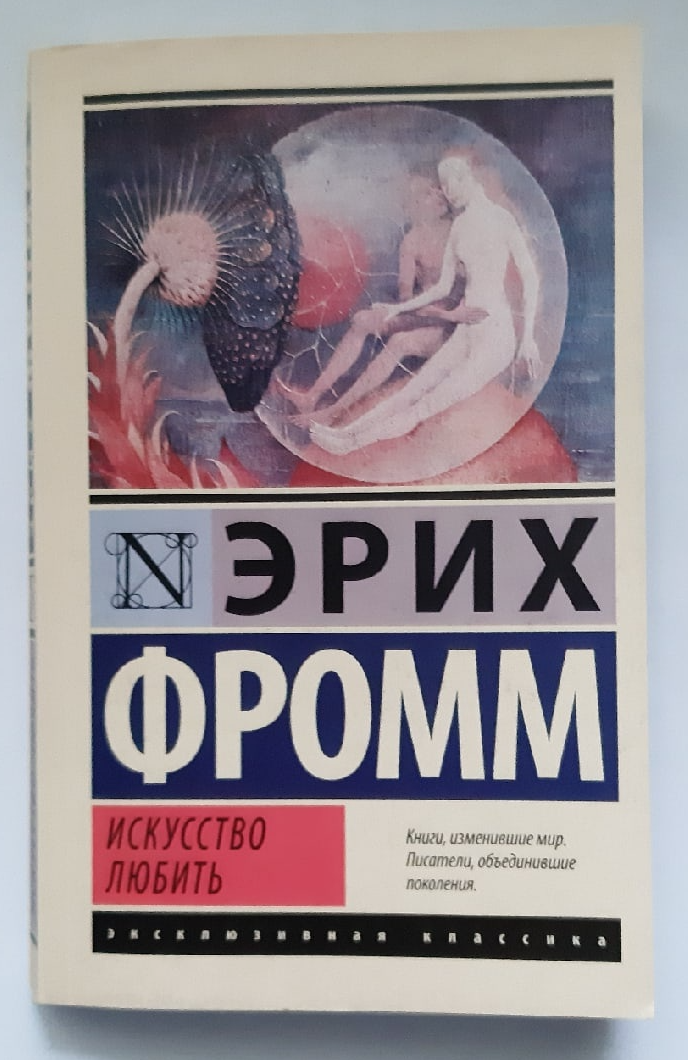 N
ЭРИХ
ФРОММ
ИСКУССТВО
ЛЮБИТЬ
Книги, изменившие мир.
Писатели, объединившие
поколения.
эксклюзивная классика